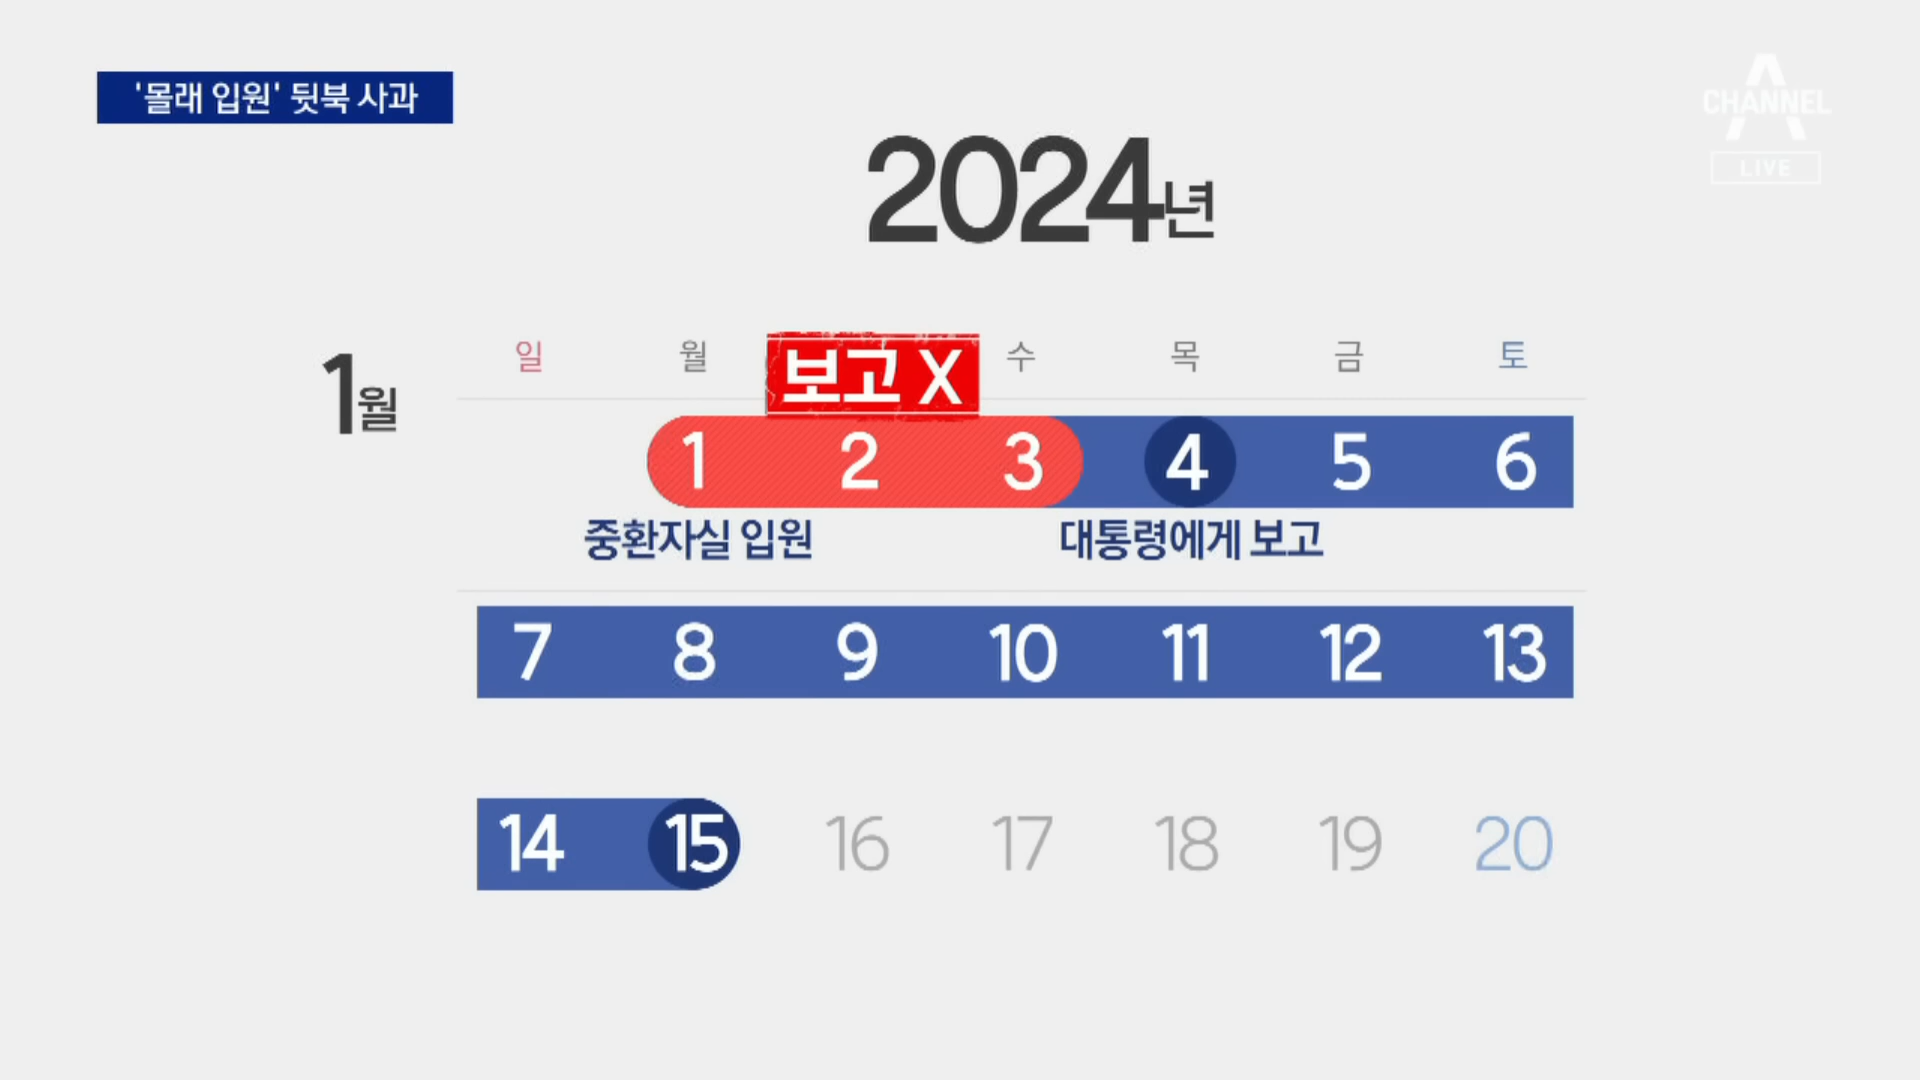 '몰래 입원' 뒷북 사과
CHANNEL A
LIVE
2024년
1월
일 월 수 목 금 토
보고 X
1 2 3 4 5 6
중환자실 입원 대통령에게 보고
7 8 9 10 11 12 13
14 15 16 17 18 19 20